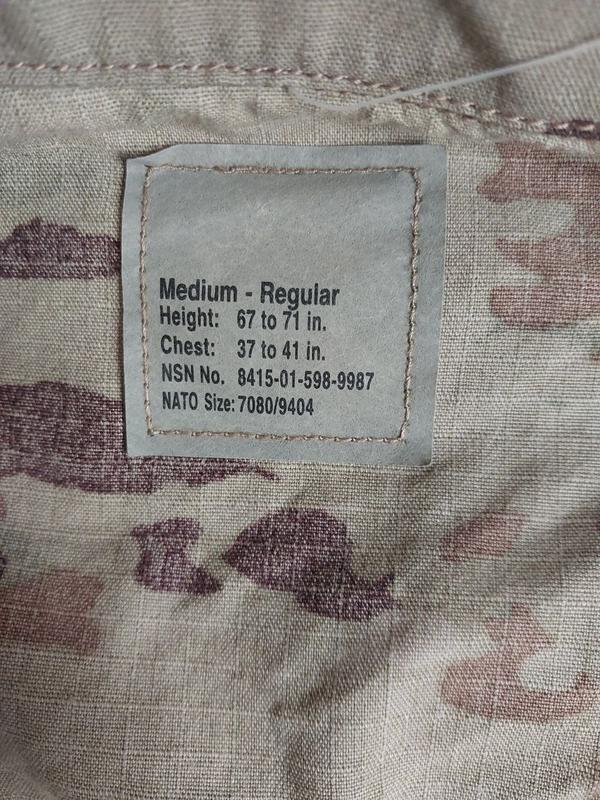 Medium - Regular
Height: 67 to 71 in.
Chest: 37 to 41 in.
NSN No. 8415-01-598-9987
NATO Size: 7080/9404